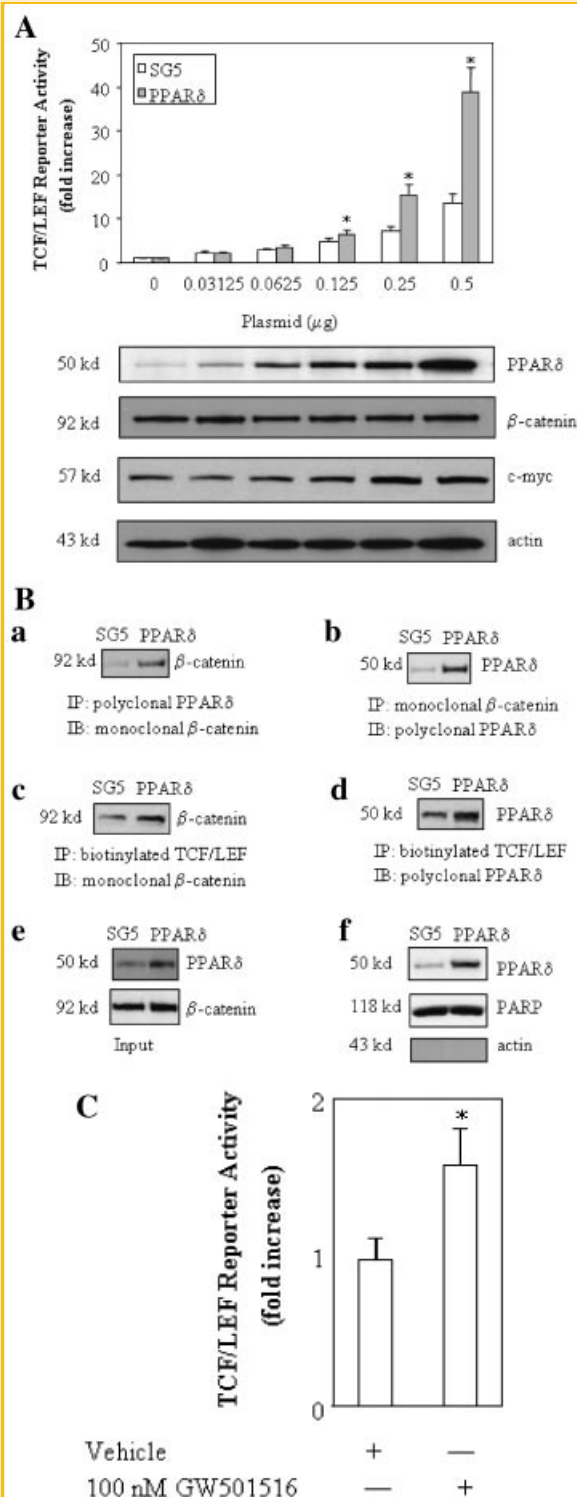 A
TCF/LEF Reporter Activity
(fold increase)
50
40
30
20
10
0
SG5
PPARδ
*
*
*
0 0.03125 0.0625 0.125 0.25 0.5
Plasmid (μg)
50 kd PPARδ
92 kd β-catenin
57 kd c-myc
43 kd actin
B
a
SG5 PPARδ
92 kd β-catenin
IP: polyclonal PPARδ
IB: monoclonal β-catenin
b
SG5 PPARδ
50 kd PPARδ
IP: monoclonal β-catenin
IB: polyclonal PPARδ
c
SG5 PPARδ
92 kd β-catenin
IP: biotinylated TCF/LEF
IB: monoclonal β-catenin
d
SG5 PPARδ
50 kd PPARδ
IP: biotinylated TCF/LEF
IB: polyclonal PPARδ
e
SG5 PPARδ
50 kd PPARδ
92 kd β-catenin
Input
f
SG5 PPARδ
50 kd PPARδ
118 kd PARP
43 kd actin
C
TCF/LEF Reporter Activity
(fold increase)
2
1
0
*
Vehicle + —
100 nM GW501516 — +